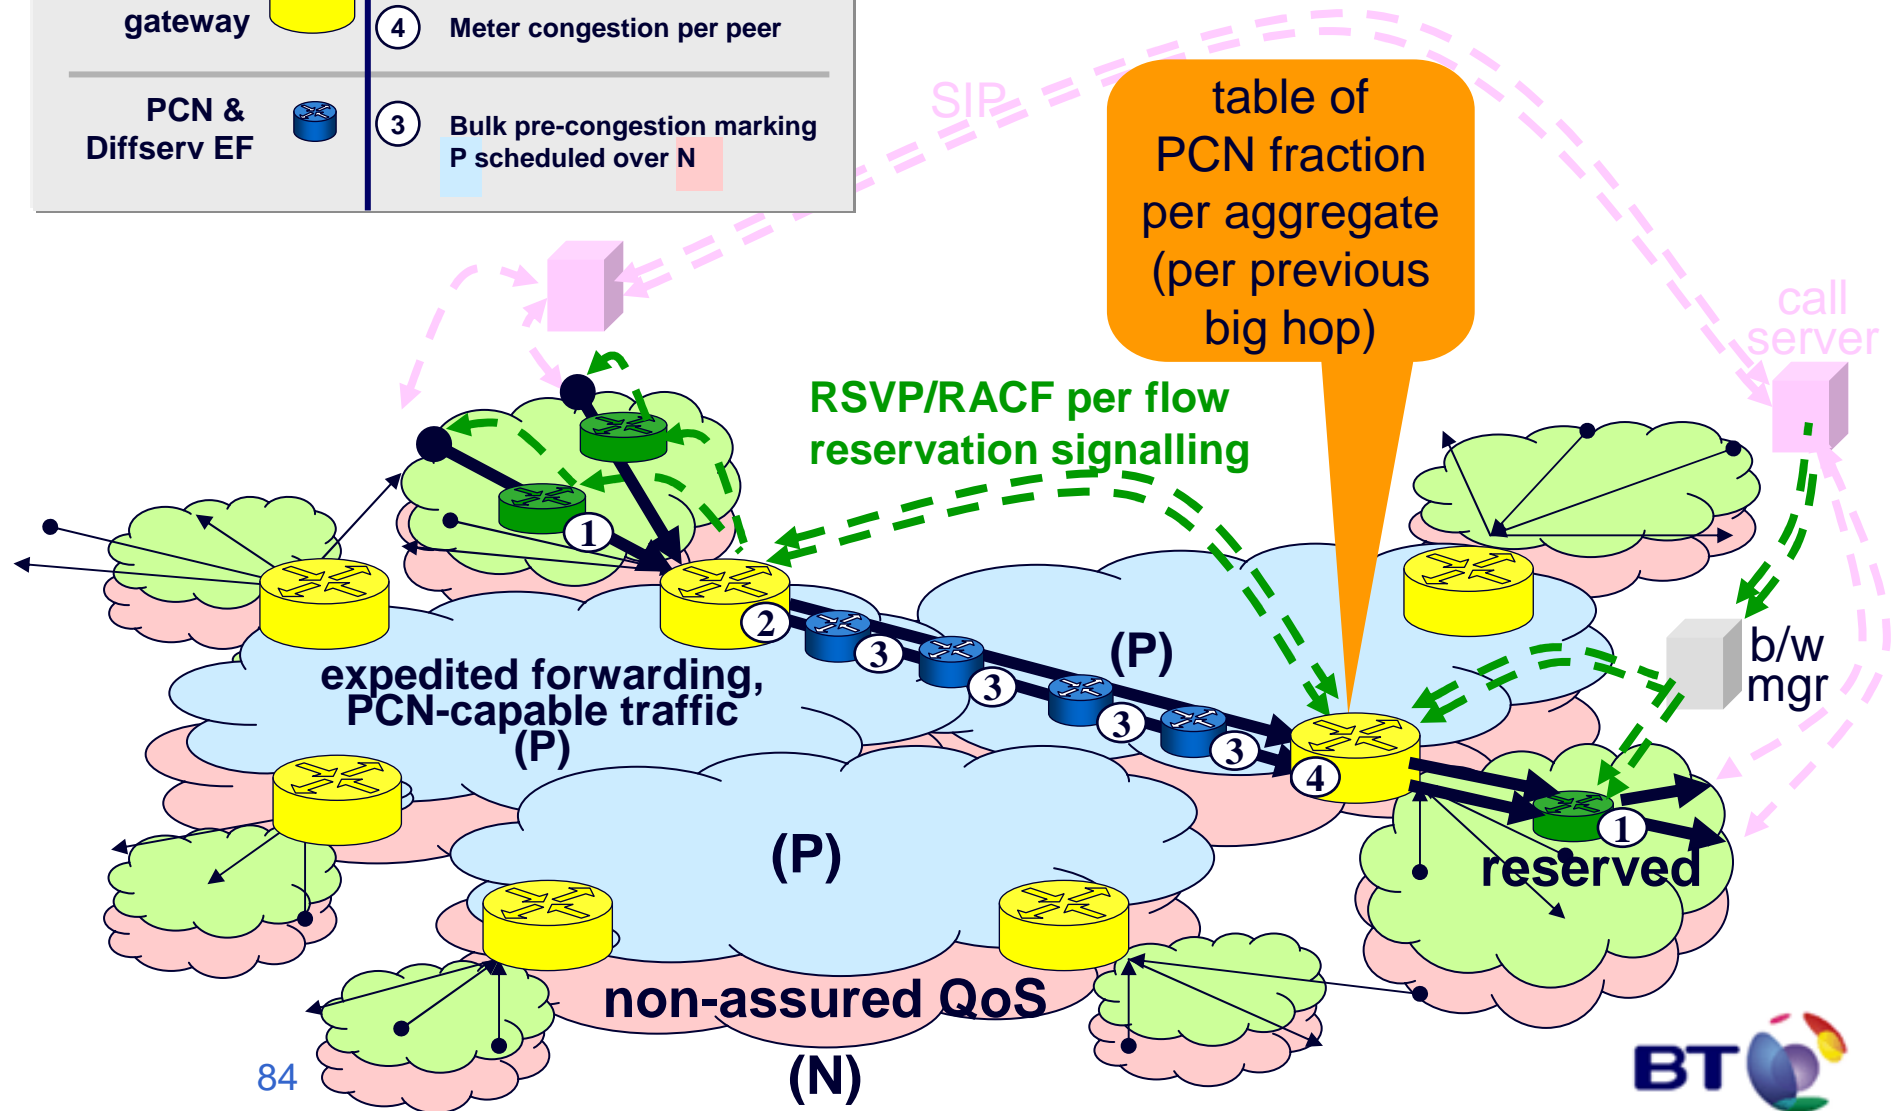 gateway
4 Meter congestion per peer
PCN &
Diffserv EF
3 Bulk pre-congestion marking
P scheduled over N
SIP
table of
PCN fraction
per aggregate
(per previous
big hop)
call
server
RSVP/RACF per flow
reservation signalling
1
2
3
3
3
3
4
1
(P)
b/w
mgr
expedited forwarding,
PCN-capable traffic
(P)
(P)
reserved
non-assured QoS
(N)
84
BT